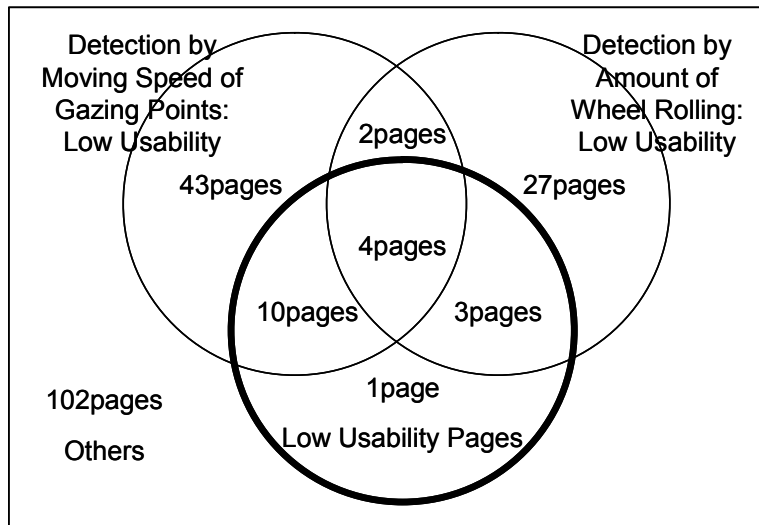 Detection by
Moving Speed of
Gazing Points:
Low Usability
Detection by
Amount of
Wheel Rolling:
Low Usability
2pages
43pages
27pages
4pages
10pages
3pages
1page
Low Usability Pages
102pages
Others